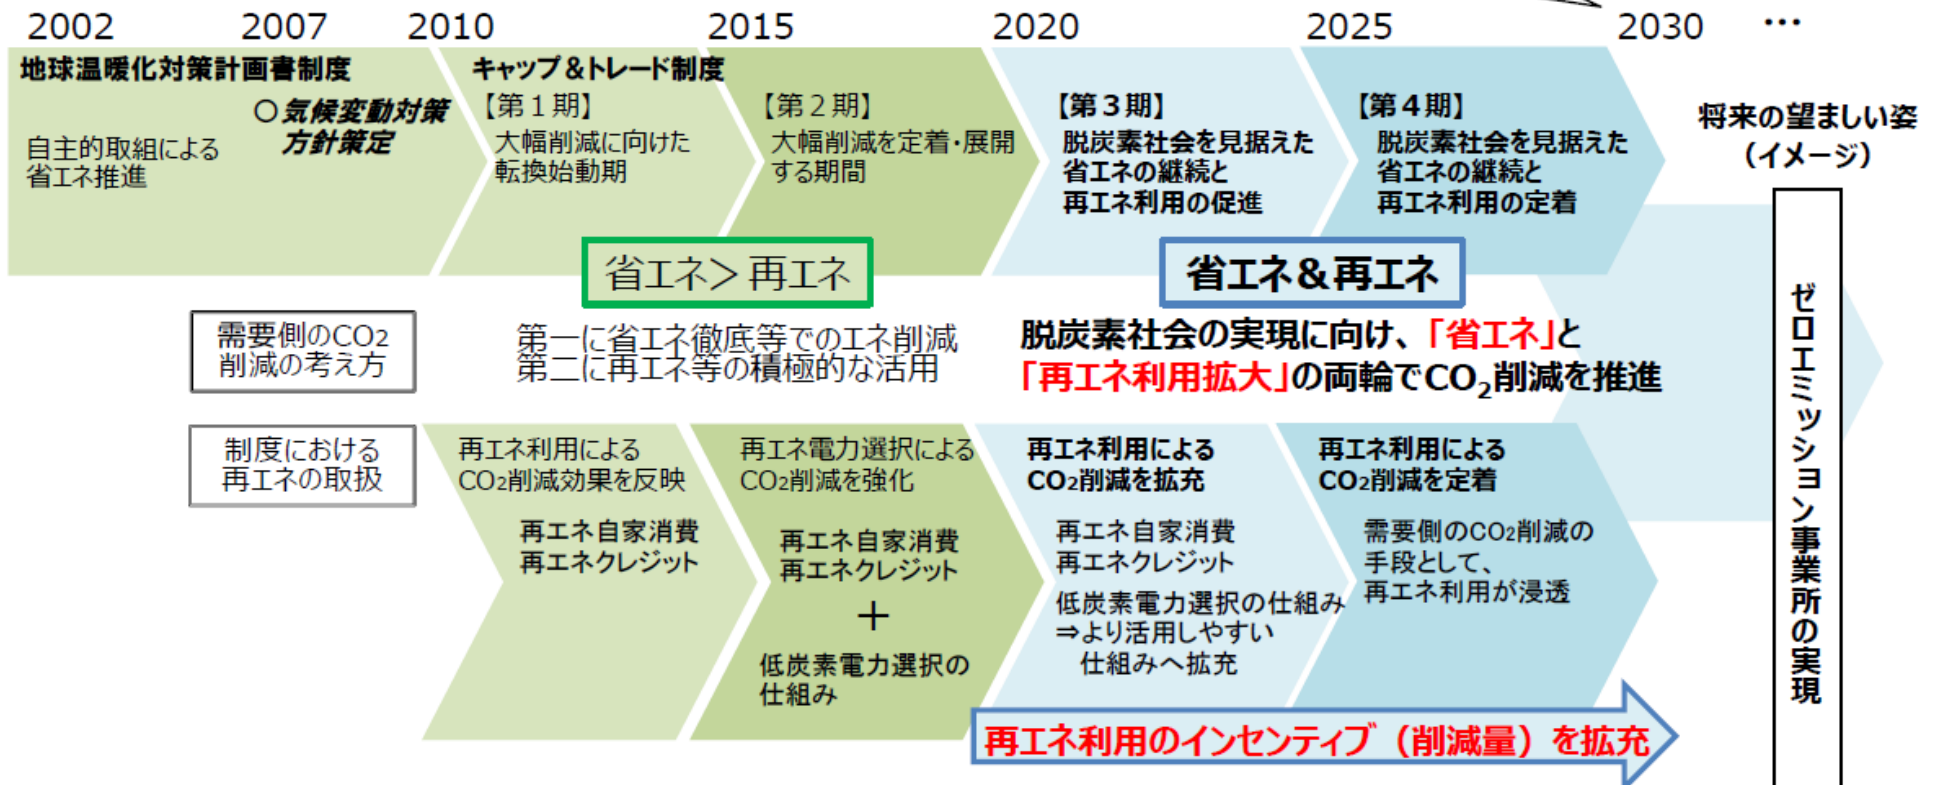 2002 2007 2010 2015 2020 2025 2030 …
地球温暖化対策計画書制度
○気候変動対策
方針策定
自主的取組による
省エネ推進
キャップ＆トレード制度
【第１期】
大幅削減に向けた
転換始動期
【第２期】
大幅削減を定着・展開
する期間
【第３期】
脱炭素社会を見据えた
省エネの継続と
再エネ利用の促進
【第４期】
脱炭素社会を見据えた
省エネの継続と
再エネ利用の定着
将来の望ましい姿
（イメージ）
省エネ＞再エネ
省エネ＆再エネ
需要側のCO2
削減の考え方
第一に省エネ徹底等でのエネ削減
第二に再エネ等の積極的な活用
脱炭素社会の実現に向け、「省エネ」と
「再エネ利用拡大」の両輪でCO2削減を推進
制度における
再エネの取扱
再エネ利用による
CO2削減効果を反映
再エネ自家消費
再エネクレジット
再エネ電力選択による
CO2削減を強化
再エネ自家消費
再エネクレジット
＋
低炭素電力選択の
仕組み
再エネ利用による
CO2削減を拡充
再エネ自家消費
再エネクレジット
低炭素電力選択の仕組み
⇒より活用しやすい
仕組みへ拡充
再エネ利用による
CO2削減を定着
需要側のCO2削減の
手段として、
再エネ利用が浸透
再エネ利用のインセンティブ（削減量）を拡充
ゼロエミッション事業所の実現